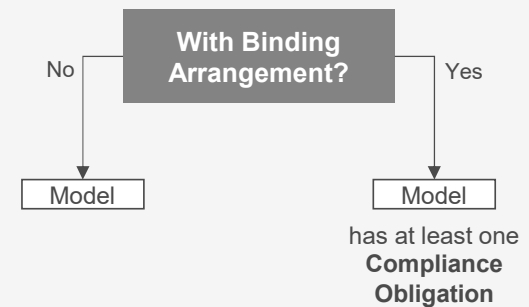 With Binding
Arrangement?
No
Yes
Model
Model
has at least one
Compliance
Obligation